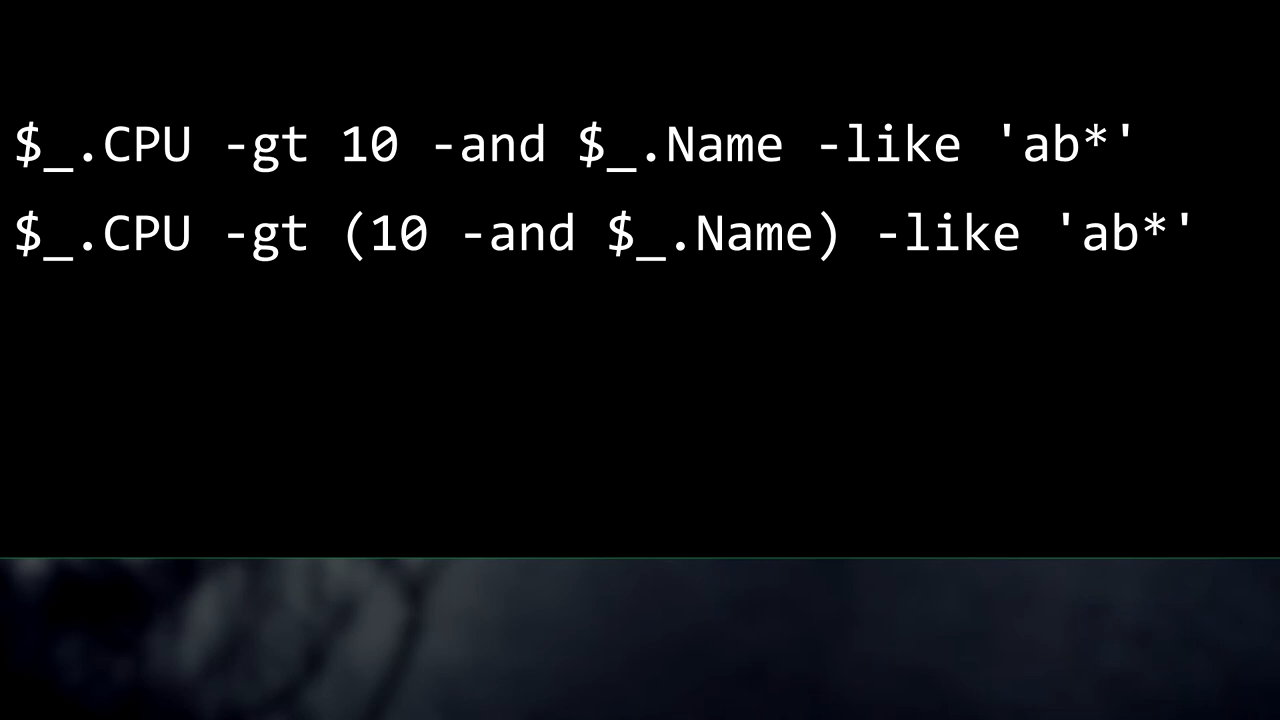 $_.CPU -gt 10 -and $_.Name -like 'ab*'
$_.CPU -gt (10 -and $_.Name) -like 'ab*'